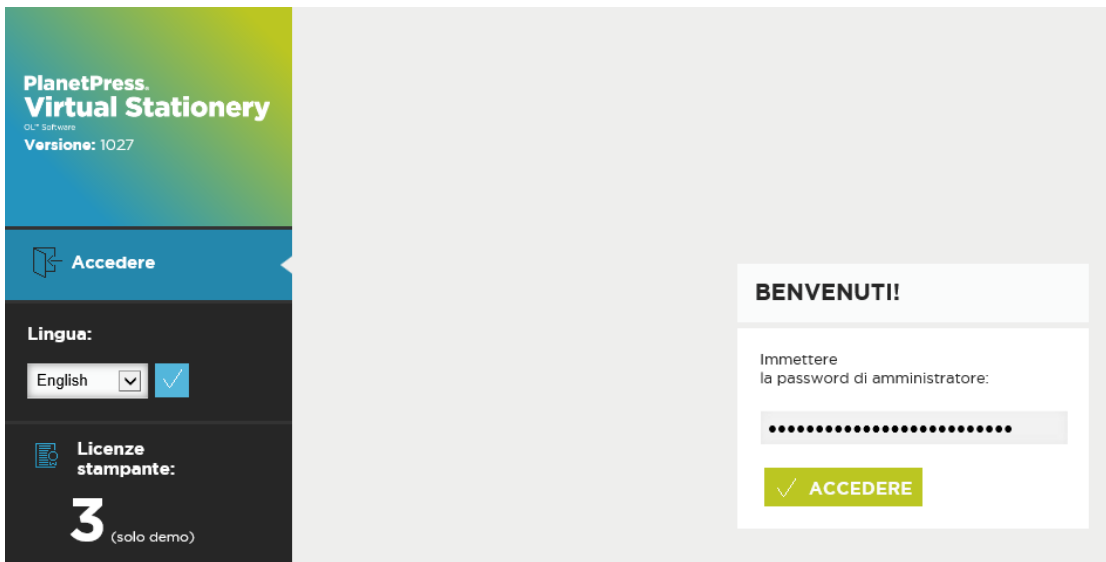 PlanetPress.
Virtual Stationery
OL™ Software
Versione: 1027
Accedere
Lingua:
English
Licenze
stampante:
3 (solo demo)
BENVENUTI!
Immettere
la password di amministratore:
••••••••••••••••••••••••••
ACCEDERE